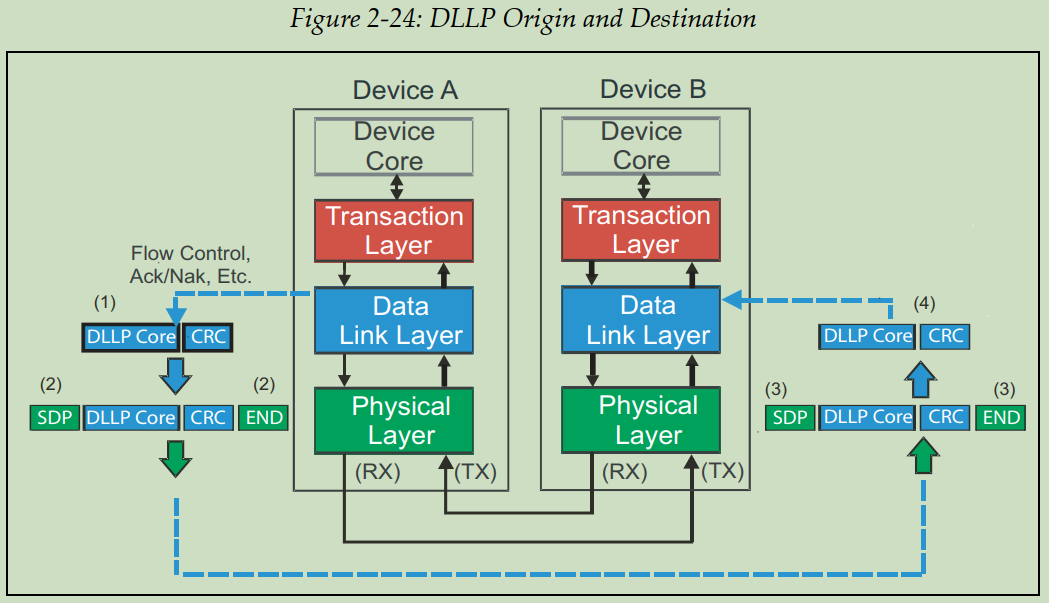 Figure 2-24: DLLP Origin and Destination
Device A
Device B
Device
Core
Device
Core
Transaction
Layer
Transaction
Layer
Flow Control,
Ack/Nak, Etc.
Data
Link Layer
Data
Link Layer
(1)
DLLP Core CRC
(4)
DLLP Core CRC
(2) (2)
SDP DLLP Core CRC END
Physical
Layer
Physical
Layer
(3) (3)
SDP DLLP Core CRC END
(RX) (TX)
(RX) (TX)